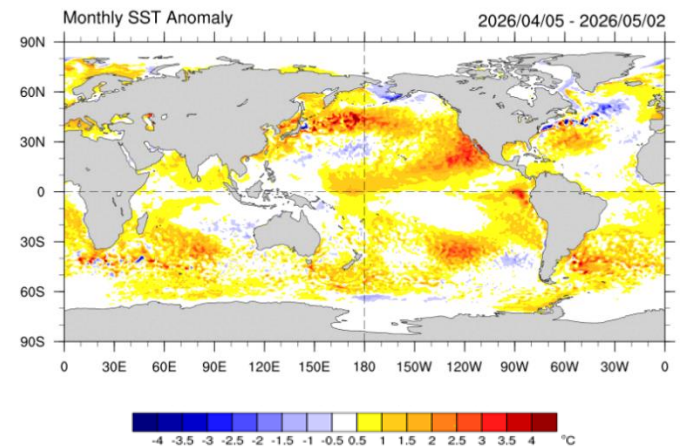 Monthly SST Anomaly 2026/04/05 - 2026/05/02
90N
60N
30N
0
30S
60S
90S
0 30E 60E 90E 120E 150E 180 150W 120W 90W 60W 30W 0
-4 -3.5 -3 -2.5 -2 -1.5 -1 -0.5 0.5 1 1.5 2 2.5 3 3.5 4 °C